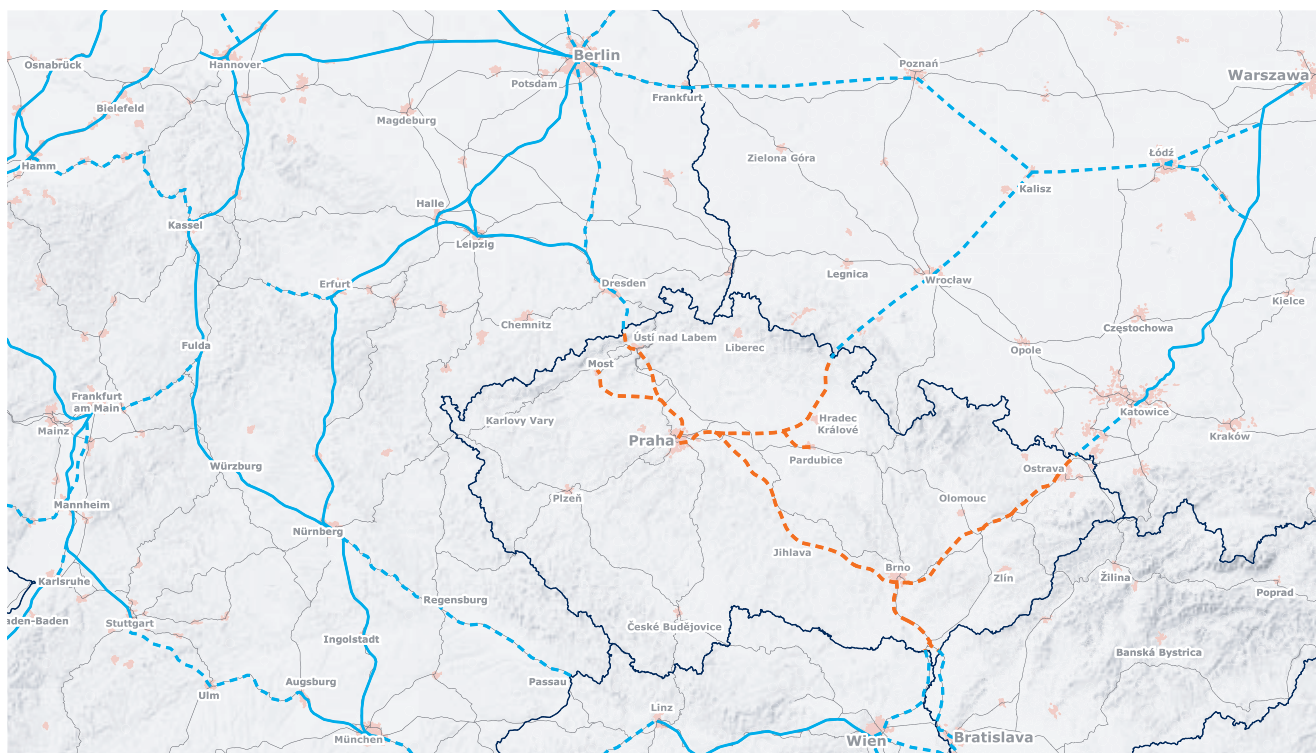 Berlin
Osnabrück
Hannover
Poznań
Warszawa
Potsdam
Frankfurt
Bielefeld
Magdeburg
Hamm
Zielona Góra
Łódź
Kalisz
Halle
Kassel
Leipzig
Legnica
Erfurt
Dresden
Wrocław
Kielce
Chemnitz
Częstochowa
Ústí nad Labem
Fulda
Liberec
Opole
Most
Frankfurt
am Main
Karlovy Vary
Hradec
Králové
Katowice
Mainz
Praha
Kraków
Pardubice
Würzburg
Ostrava
Plzeň
Olomouc
Mannheim
Nürnberg
Jihlava
Brno
Karlsruhe
Zlín
Žilina
Poprad
Regensburg
aden-Baden
Stuttgart
České Budějovice
Ingolstadt
Banská Bystrica
Passau
Augsburg
Ulm
Linz
München
Wien
Bratislava